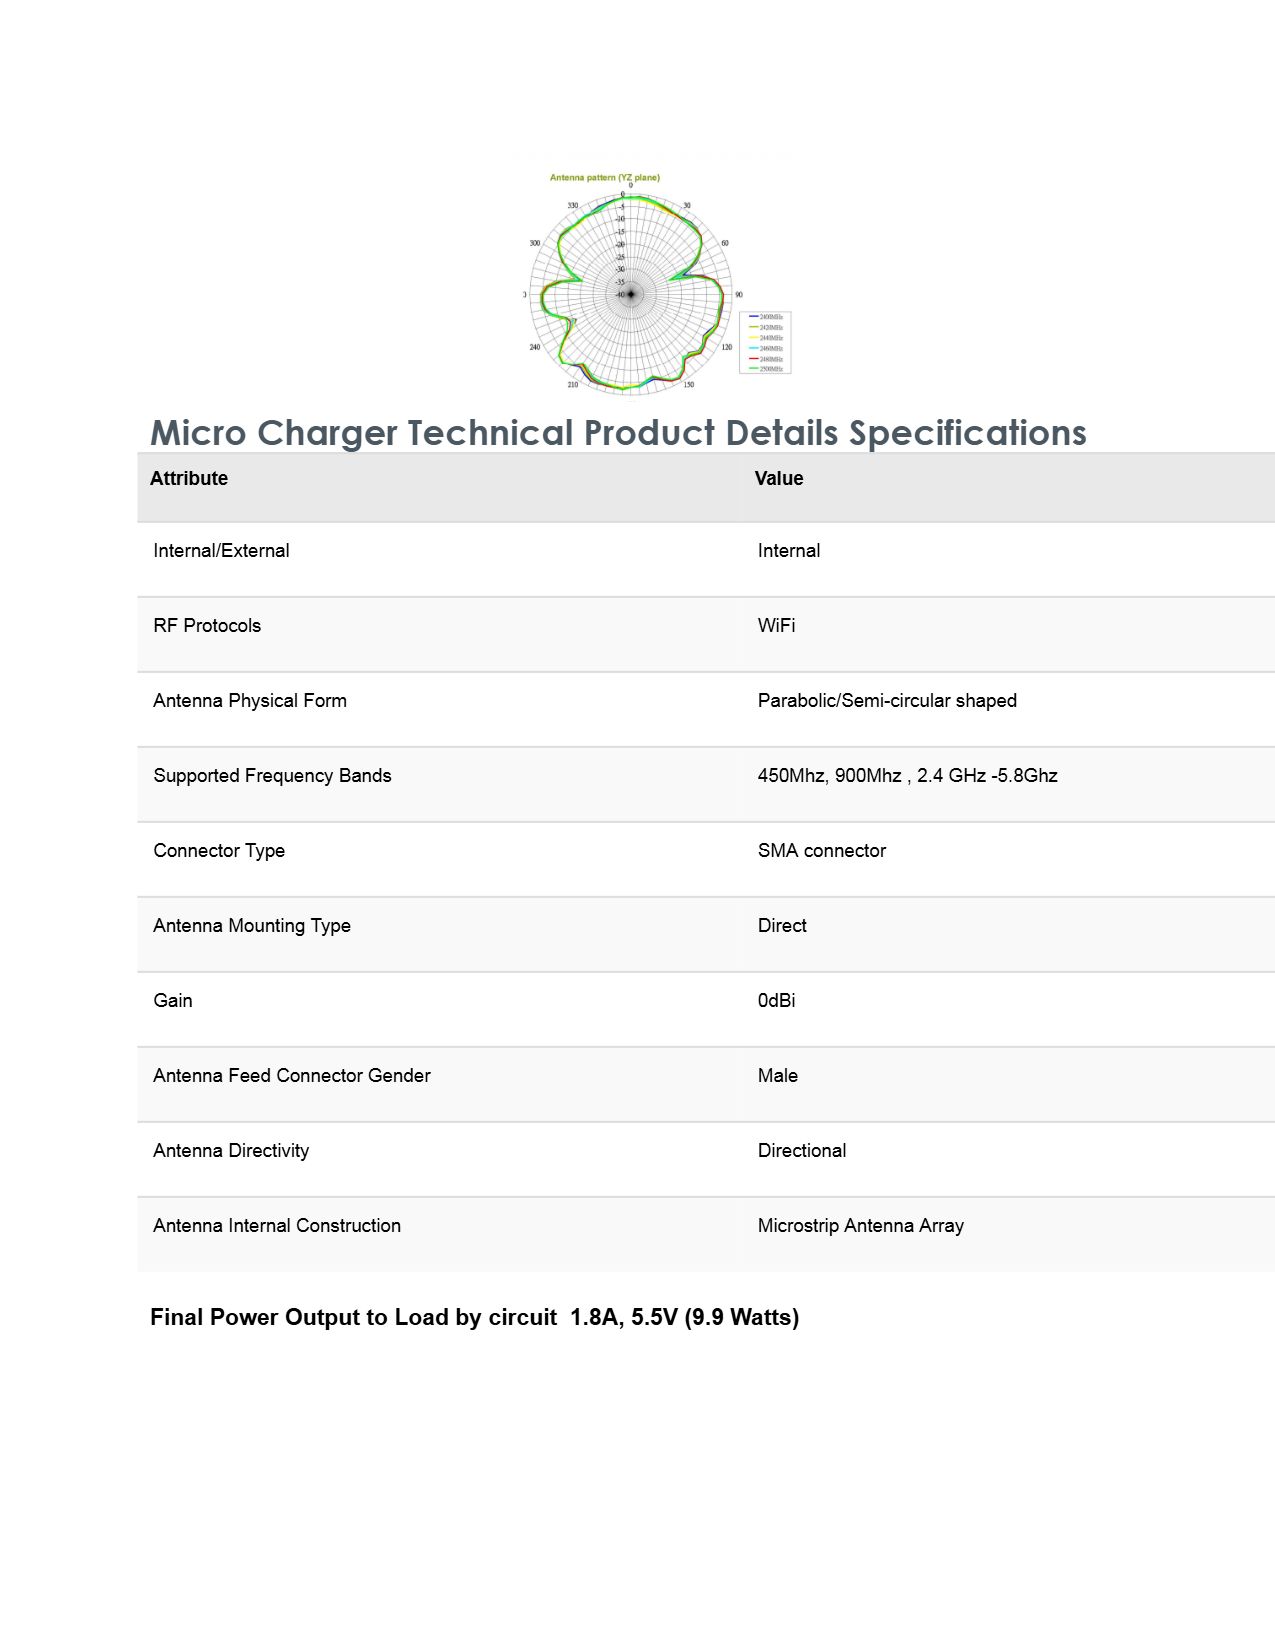 Antenna pattern (YZ plane)
0
330
0
30
-5
-10
-15
300
-20
60
-25
-30
-35
-40
90
2400MHz
2420MHz
240
120
2440MHz
2460MHz
2480MHz
2500MHz
210
150
Micro Charger Technical Product Details Specifications
Attribute Value
Internal/External Internal
RF Protocols WiFi
Antenna Physical Form Parabolic/Semi-circular shaped
Supported Frequency Bands 450Mhz, 900Mhz , 2.4 GHz -5.8Ghz
Connector Type SMA connector
Antenna Mounting Type Direct
Gain 0dBi
Antenna Feed Connector Gender Male
Antenna Directivity Directional
Antenna Internal Construction Microstrip Antenna Array
Final Power Output to Load by circuit 1.8A, 5.5V (9.9 Watts)